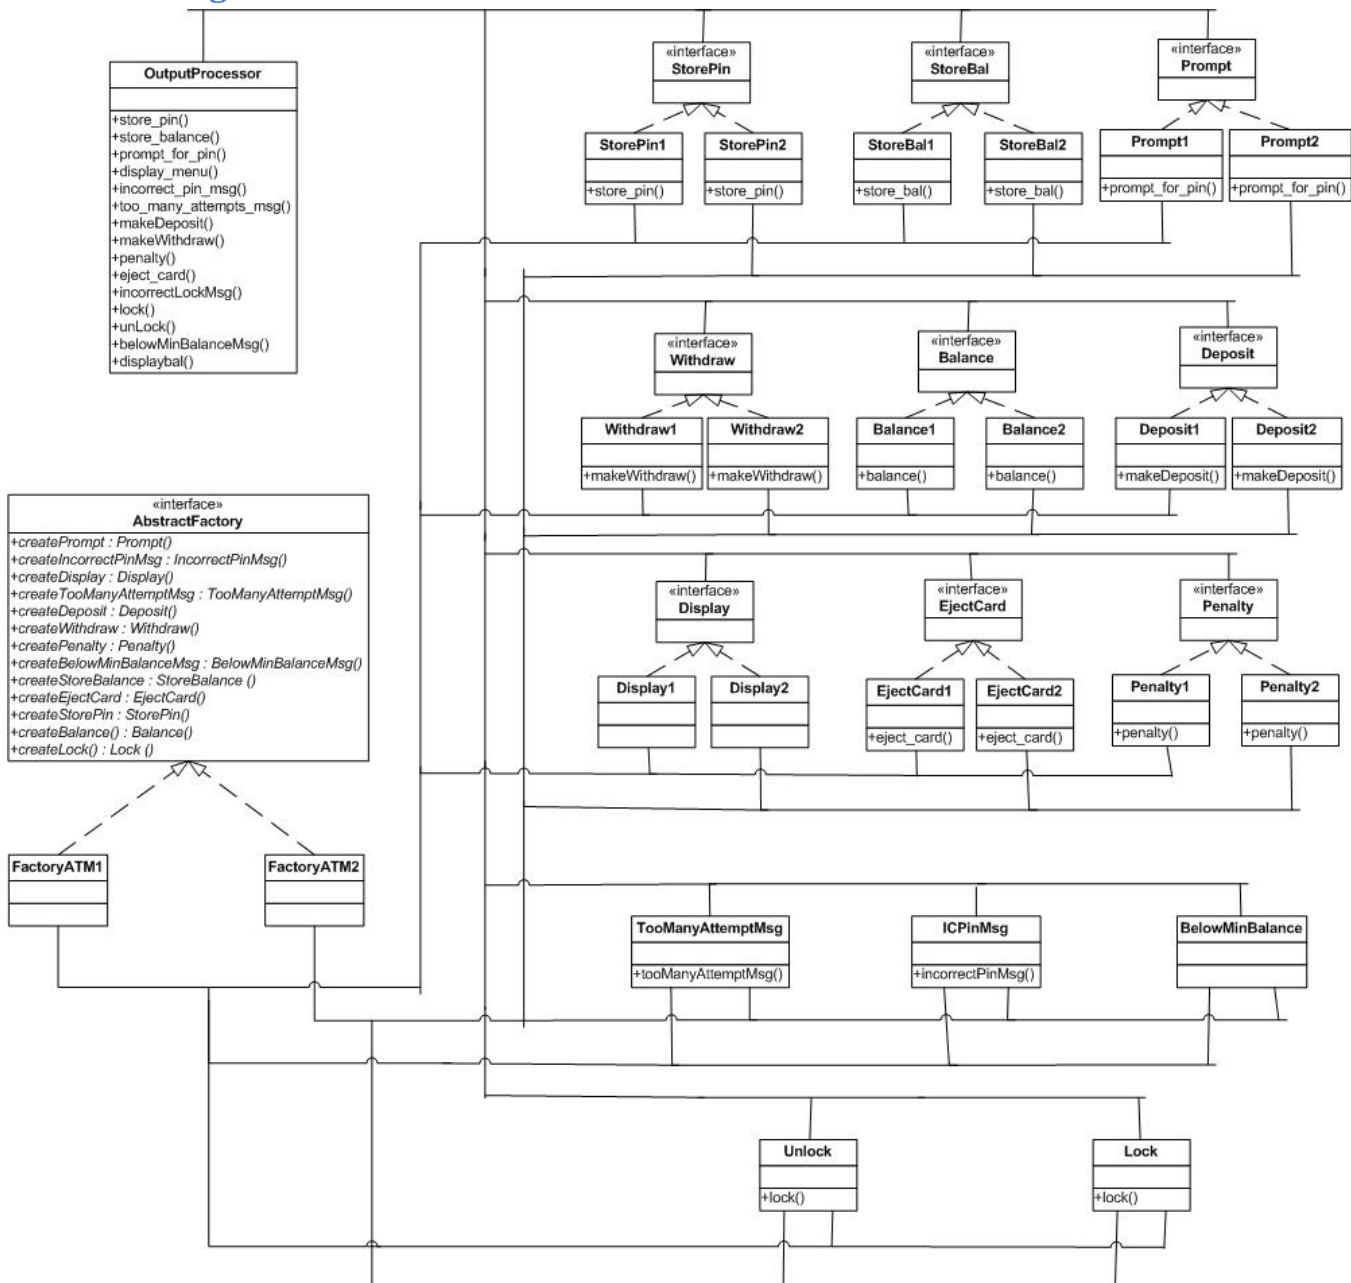 OutputProcessor
+store_pin()
+store_balance()
+prompt_for_pin()
+display_menu()
+incorrect_pin_msg()
+too_many_attempts_msg()
+makeDeposit()
+makeWithdraw()
+penalty()
+eject_card()
+incorrectLockMsg()
+lock()
+unLock()
+belowMinBalanceMsg()
+displaybal()
«interface»
StorePin
StorePin1
+store_pin()
StorePin2
+store_pin()
«interface»
StoreBal
StoreBal1
+store_bal()
StoreBal2
+store_bal()
«interface»
Prompt
Prompt1
+prompt_for_pin()
Prompt2
+prompt_for_pin()
«interface»
Withdraw
Withdraw1
+makeWithdraw()
Withdraw2
+makeWithdraw()
«interface»
Balance
Balance1
+balance()
Balance2
+balance()
«interface»
Deposit
Deposit1
+makeDeposit()
Deposit2
+makeDeposit()
«interface»
AbstractFactory
+createPrompt : Prompt()
+createIncorrectPinMsg : IncorrectPinMsg()
+createDisplay : Display()
+createTooManyAttemptMsg : TooManyAttemptMsg()
+createDeposit : Deposit()
+createWithdraw : Withdraw()
+createPenalty : Penalty()
+createBelowMinBalanceMsg : BelowMinBalanceMsg()
+createStoreBalance : StoreBalance ()
+createEjectCard : EjectCard()
+createStorePin : StorePin()
+createBalance() : Balance()
+createLock() : Lock ()
FactoryATM1
FactoryATM2
«interface»
Display
Display1
Display2
«interface»
EjectCard
EjectCard1
+eject_card()
EjectCard2
+eject_card()
«interface»
Penalty
Penalty1
+penalty()
Penalty2
+penalty()
TooManyAttemptMsg
+tooManyAttemptMsg()
ICPinMsg
+incorrectPinMsg()
BelowMinBalance
Unlock
+lock()
Lock
+lock()